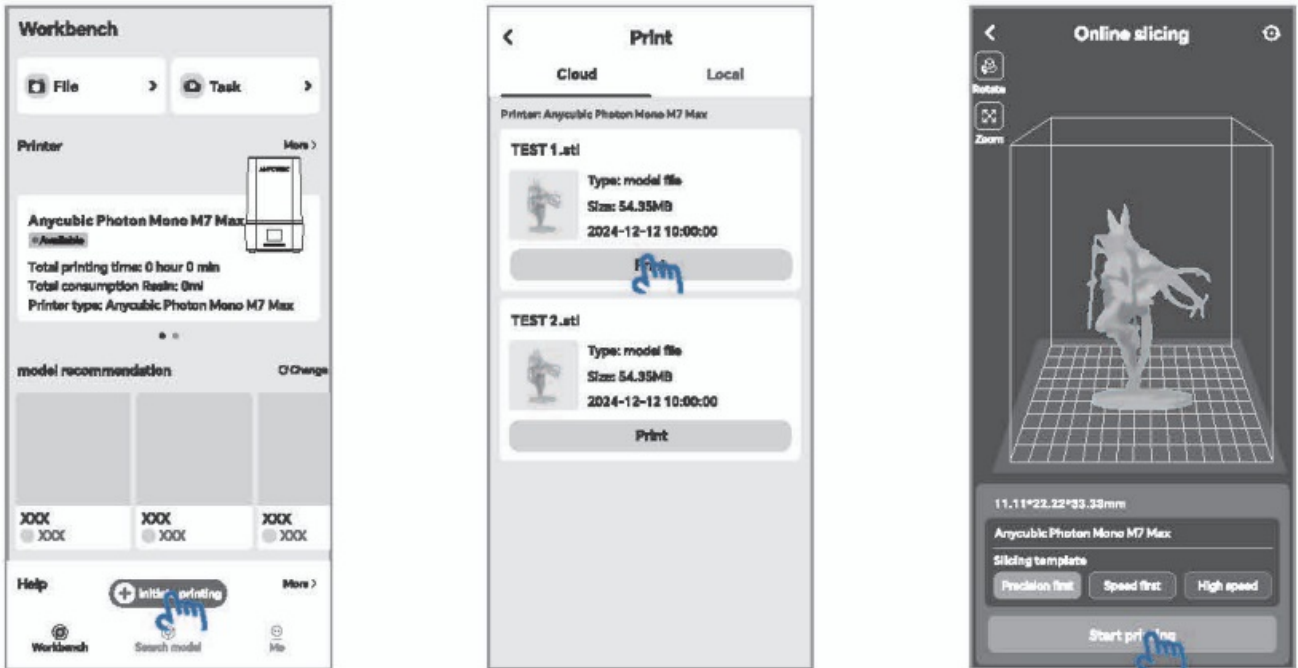 Workbench
File
Task
Printer
More
ANYCUBIC
Anycubic Photon Mono M7 Max
Available
Total printing time: 0 hour 0 min
Total consumption Resin: 0ml
Printer type: Anycubic Photon Mono M7 Max
model recommendation
Change
XXX
XXX
XXX
XXX
XXX
XXX
Help
printing
More
Workbench
Search model
Me
Print
Cloud
Local
Printer: Anycubic Photon Mono M7 Max
TEST 1.stl
Type: model file
Size: 54.35MB
2024-12-12 10:00:00
Print
TEST 2.stl
Type: model file
Size: 54.35MB
2024-12-12 10:00:00
Print
Online slicing
Rotate
Zoom
11.11*22.22*33.33mm
Anycubic Photon Mono M7 Max
Slicing template
Precision first
Speed first
High speed
Start printing